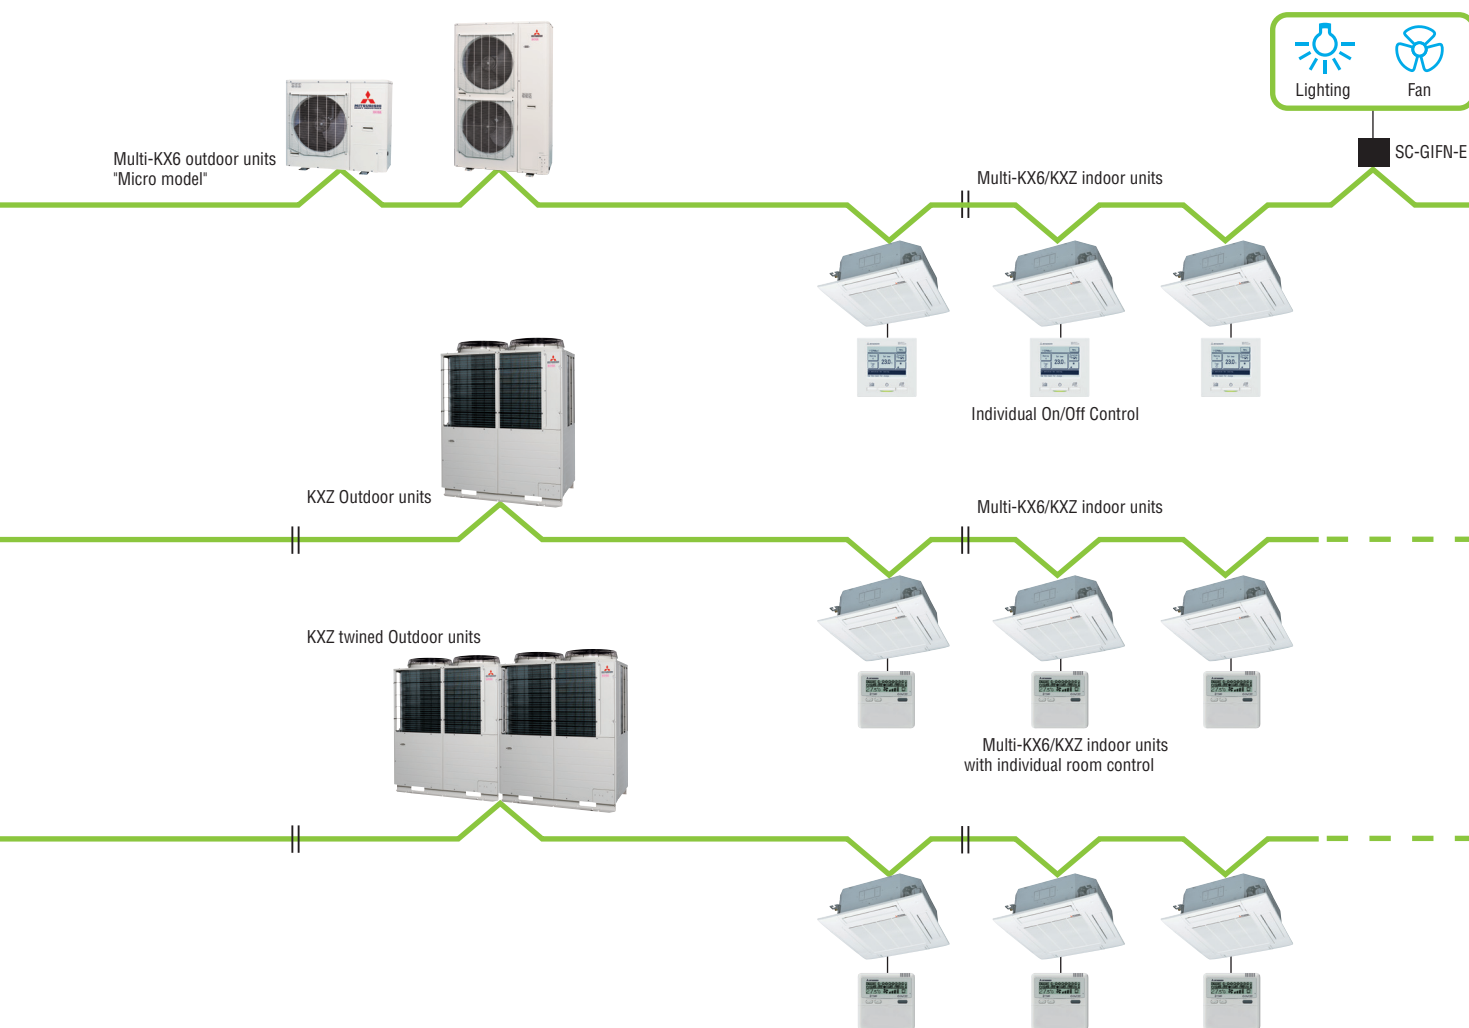 Lighting
Fan
SC-GIFN-E
Multi-KX6 outdoor units
"Micro model"
Multi-KX6/KXZ indoor units
Individual On/Off Control
KXZ Outdoor units
Multi-KX6/KXZ indoor units
KXZ twined Outdoor units
Multi-KX6/KXZ indoor units
with individual room control